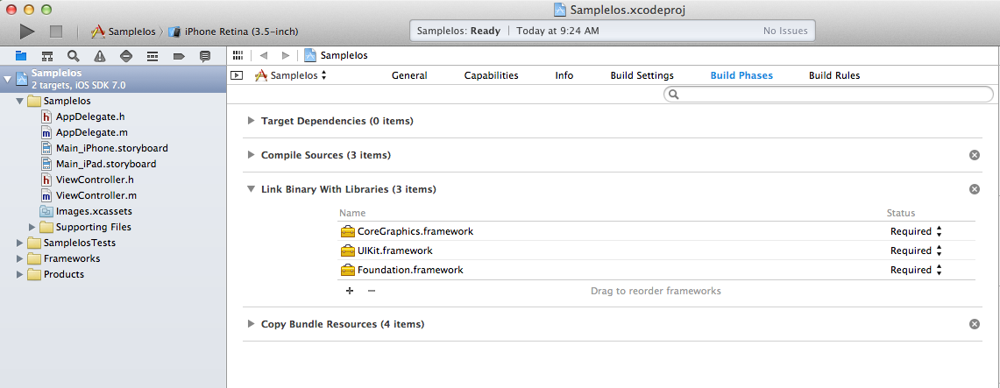 SampleIos.xcodeproj
SampleIos iPhone Retina (3.5-inch)
SampleIos: Ready Today at 9:24 AM No Issues
SampleIos
2 targets, iOS SDK 7.0
SampleIos
AppDelegate.h
AppDelegate.m
Main_iPhone.storyboard
Main_iPad.storyboard
ViewController.h
ViewController.m
Images.xcassets
Supporting Files
SampleIosTests
Frameworks
Products
SampleIos
SampleIos General Capabilities Info Build Settings Build Phases Build Rules
Target Dependencies (0 items)
Compile Sources (3 items)
Link Binary With Libraries (3 items)
Name Status
CoreGraphics.framework Required
UIKit.framework Required
Foundation.framework Required
+ − Drag to reorder frameworks
Copy Bundle Resources (4 items)